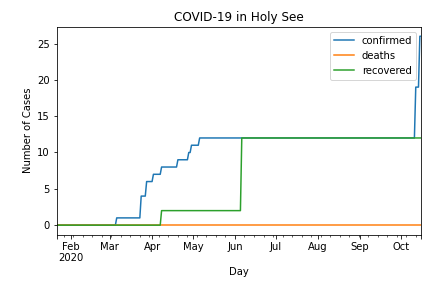 COVID-19 in Holy See
confirmed
deaths
recovered
Number of Cases
25
20
15
10
5
0
Feb
2020
Mar
Apr
May
Jun
Jul
Aug
Sep
Oct
Day